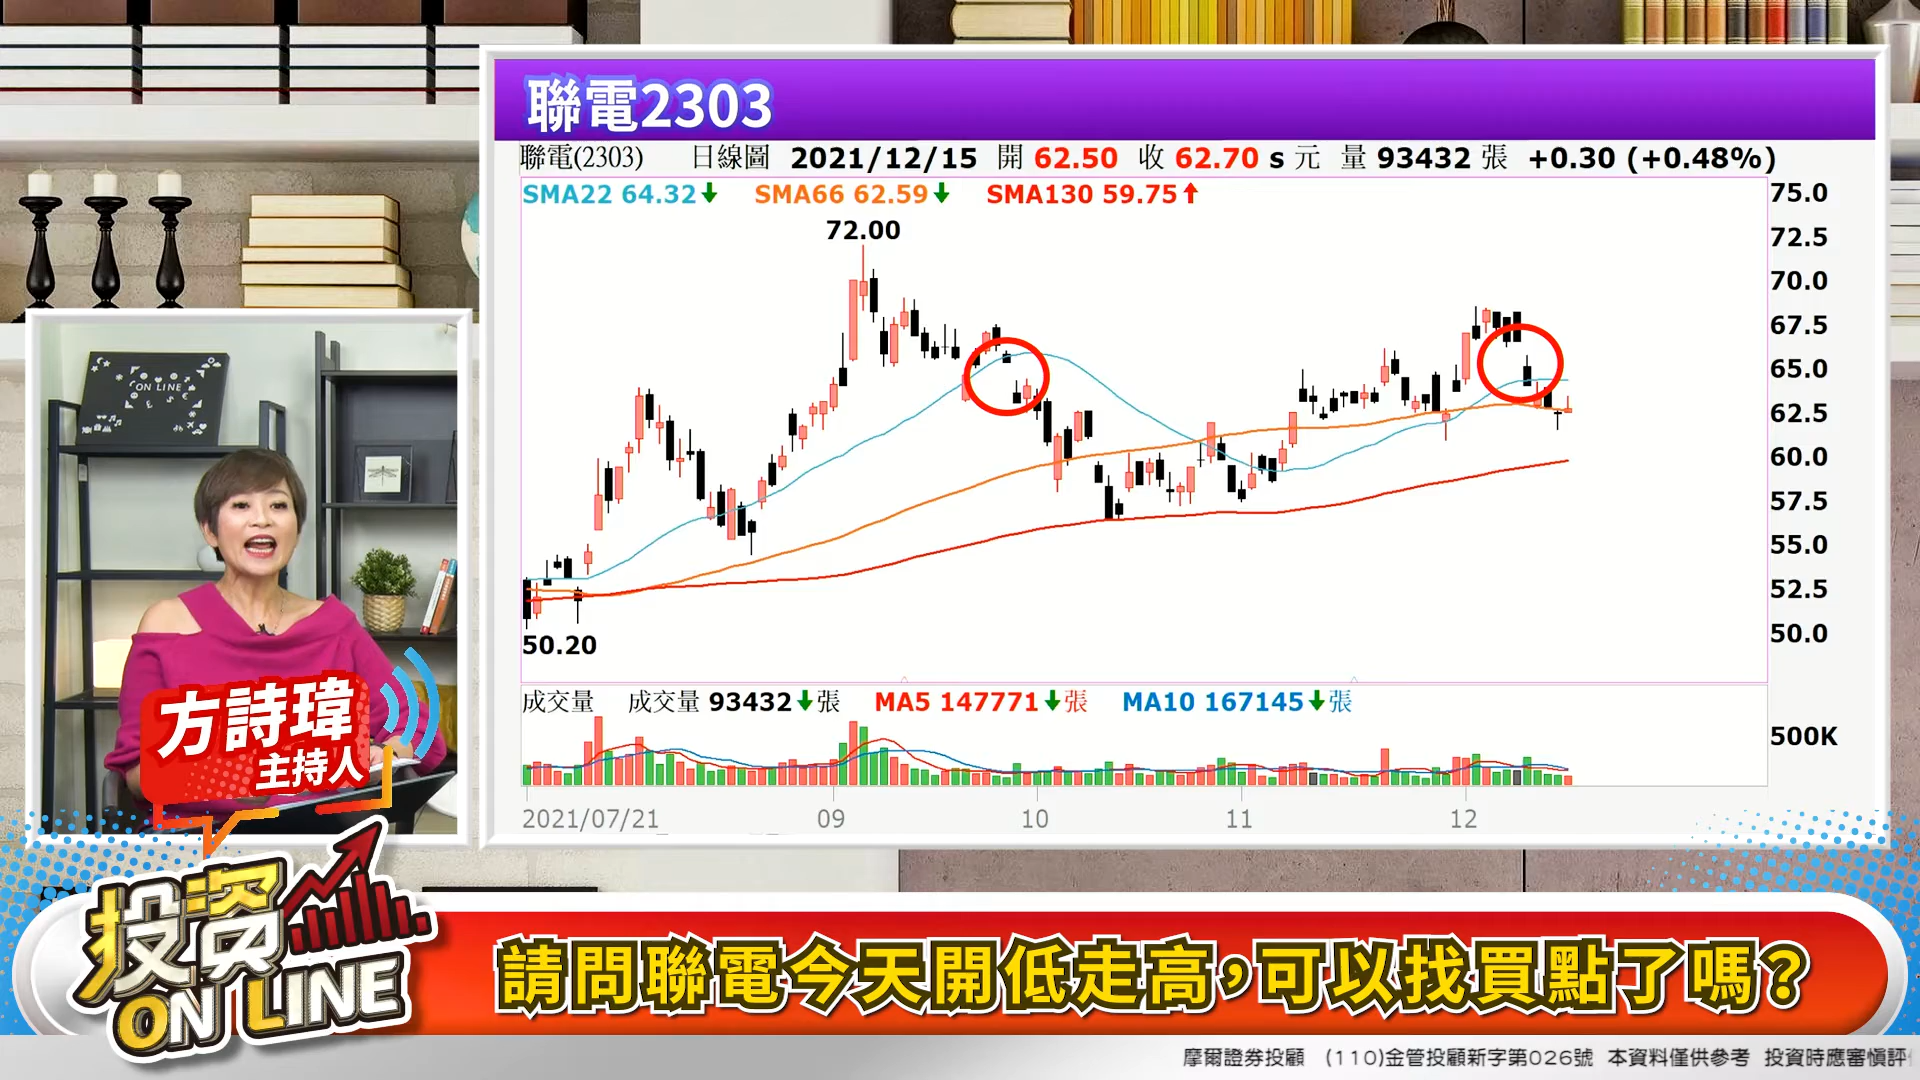 聯電2303
聯電(2303) 日線圖 2021/12/15 開 62.50 收 62.70 s 元 量 93432 張 +0.30 (+0.48%)
SMA22 64.32↓ SMA66 62.59↓ SMA130 59.75↑
72.00
50.20
75.0
72.5
70.0
67.5
65.0
62.5
60.0
57.5
55.0
52.5
50.0
成交量 成交量 93432↓張 MA5 147771↓張 MA10 167145↓張
500K
2021/07/21 09 10 11 12
ON LINE
方詩瑋
主持人
投資
ON LINE
請問聯電今天開低走高,可以找買點了嗎?
摩爾證券投顧 (110)金管投顧新字第026號 本資料僅供參考 投資時應審慎評